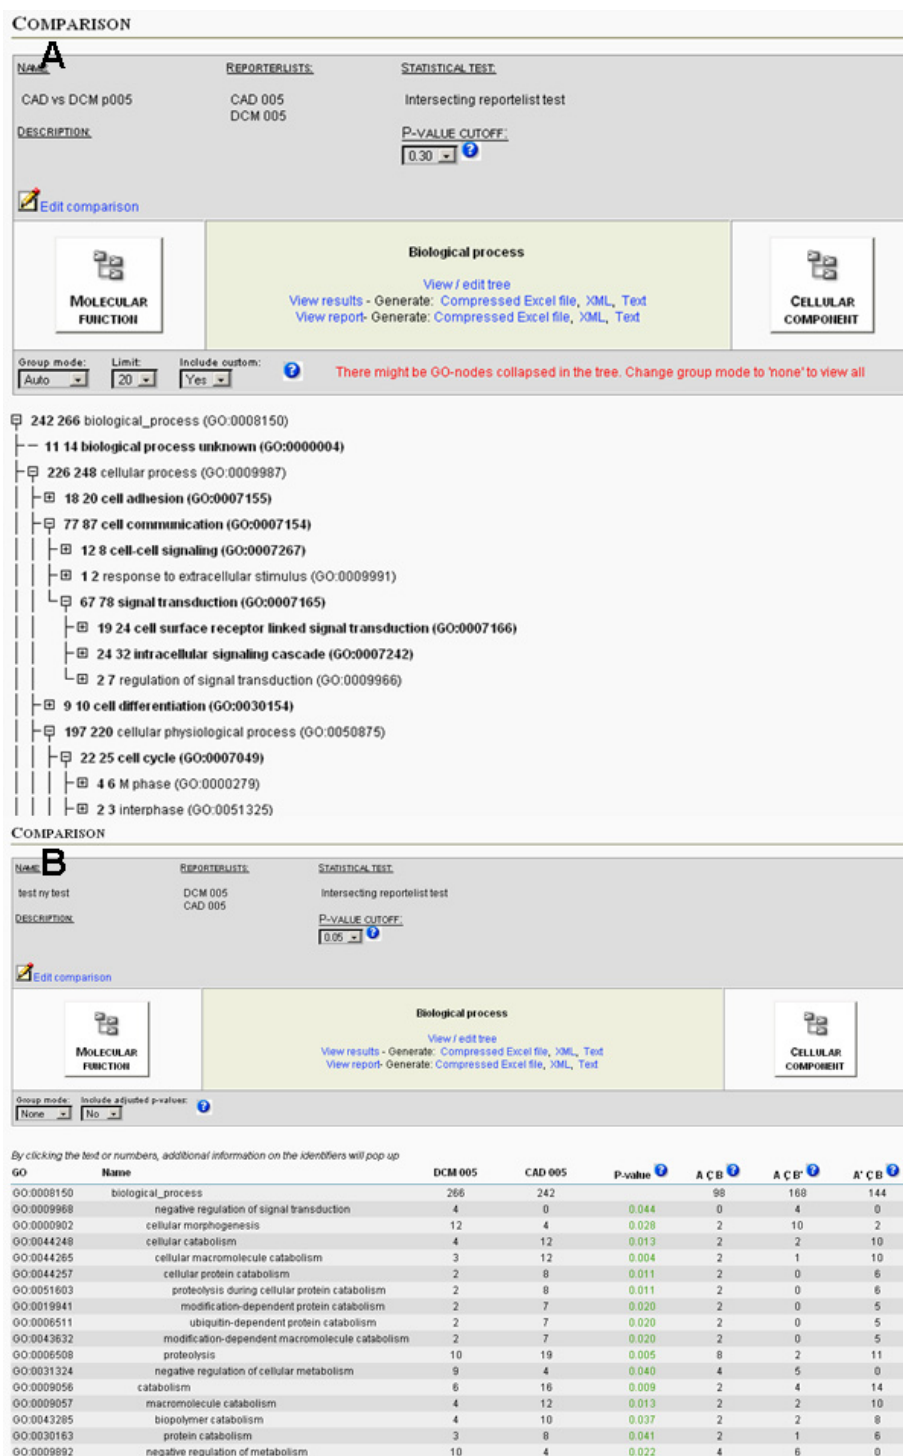 COMPARISON
A
NAME: REPORTERLISTS: STATISTICAL TEST:
CAD vs DCM p005 CAD 005 Intersecting reportelist test
DCM 005
DESCRIPTION: P-VALUE CUTOFF:
0.30
Edit comparison
Biological process
View / edit tree
MOLECULAR FUNCTION View results - Generate: Compressed Excel file, XML, Text CELLULAR COMPONENT
View report- Generate: Compressed Excel file, XML, Text
Group mode: Limit: Include custom:
Auto 20 Yes There might be GO-nodes collapsed in the tree. Change group mode to 'none' to view all
242 266 biological_process (GO:0008150)
11 14 biological process unknown (GO:0000004)
226 248 cellular process (GO:0009987)
18 20 cell adhesion (GO:0007155)
77 87 cell communication (GO:0007154)
12 8 cell-cell signaling (GO:0007267)
1 2 response to extracellular stimulus (GO:0009991)
67 78 signal transduction (GO:0007165)
19 24 cell surface receptor linked signal transduction (GO:0007166)
24 32 intracellular signaling cascade (GO:0007242)
2 7 regulation of signal transduction (GO:0009966)
9 10 cell differentiation (GO:0030154)
197 220 cellular physiological process (GO:0050875)
22 25 cell cycle (GO:0007049)
4 6 M phase (GO:0000279)
2 3 interphase (GO:0051325)
COMPARISON
B
NAME: REPORTERLISTS: STATISTICAL TEST:
test ny test DCM 005 Intersecting reportelist test
CAD 005
DESCRIPTION: P-VALUE CUTOFF:
0.05
Edit comparison
Biological process
View / edit tree
MOLECULAR FUNCTION View results - Generate: Compressed Excel file, XML, Text CELLULAR COMPONENT
View report- Generate: Compressed Excel file, XML, Text
Group mode: Include adjusted p-values:
None No
By clicking the text or numbers, additional information on the identifiers will pop up
GO Name DCM 005 CAD 005 P-value A Ç B A Ç B' A' Ç B
GO:0008150 biological_process 266 242 98 168 144
GO:0009968 negative regulation of signal transduction 4 0 0.044 0 4 0
GO:0000902 cellular morphogenesis 12 4 0.028 2 10 2
GO:0044248 cellular catabolism 4 12 0.013 2 2 10
GO:0044265 cellular macromolecule catabolism 3 12 0.004 2 1 10
GO:0044257 cellular protein catabolism 2 8 0.011 2 0 6
GO:0051603 proteolysis during cellular protein catabolism 2 8 0.011 2 0 6
GO:0019941 modification-dependent protein catabolism 2 7 0.020 2 0 5
GO:0006511 ubiquitin-dependent protein catabolism 2 7 0.020 2 0 5
GO:0043632 modification-dependent macromolecule catabolism 2 7 0.020 2 0 5
GO:0006508 proteolysis 10 19 0.005 8 2 11
GO:0031324 negative regulation of cellular metabolism 9 4 0.040 4 5 0
GO:0009056 catabolism 6 16 0.009 2 4 14
GO:0009057 macromolecule catabolism 4 12 0.013 2 2 10
GO:0043285 biopolymer catabolism 4 10 0.037 2 2 8
GO:0030163 protein catabolism 3 8 0.041 2 1 6
GO:0009892 negative regulation of metabolism 10 4 0.022 4 6 0